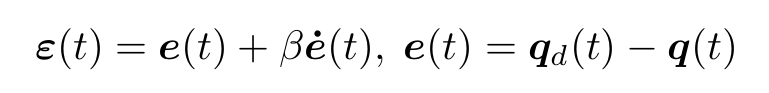 ε(t) = e(t) + βė(t), e(t) = q_d(t) − q(t)